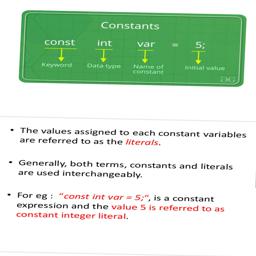 Constants
const int var = 5;
Keyword Data type Name of constant Initial value
• The values assigned to each constant variables
are referred to as the literals.
• Generally, both terms, constants and literals
are used interchangeably.
• For eg : "const int var = 5;", is a constant
expression and the value 5 is referred to as
constant integer literal.